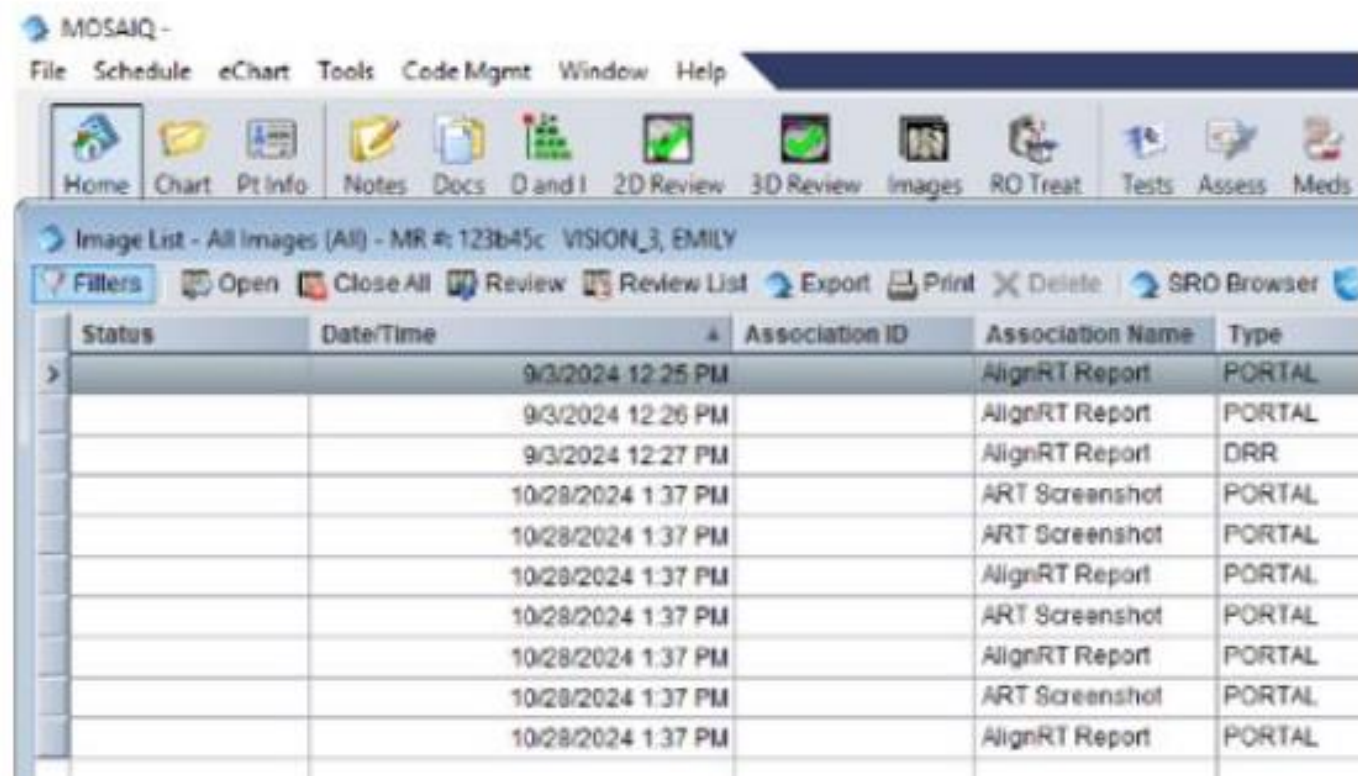 MOSAIQ -
File Schedule eChart Tools Code Mgmt Window Help
Home Chart Pt Info Notes Docs D and I 2D Review 3D Review Images RO Treat Tests Assess Meds
Image List - All Images (All) - MR #: 123b45c VISION_3, EMILY
Filters Open Close All Review Review List Export Print Delete SRO Browser
Status Date/Time Association ID Association Name Type
9/3/2024 12:25 PM AlignRT Report PORTAL
9/3/2024 12:26 PM AlignRT Report PORTAL
9/3/2024 12:27 PM AlignRT Report DRR
10/28/2024 1:37 PM ART Screenshot PORTAL
10/28/2024 1:37 PM ART Screenshot PORTAL
10/28/2024 1:37 PM AlignRT Report PORTAL
10/28/2024 1:37 PM ART Screenshot PORTAL
10/28/2024 1:37 PM AlignRT Report PORTAL
10/28/2024 1:37 PM ART Screenshot PORTAL
10/28/2024 1:37 PM AlignRT Report PORTAL